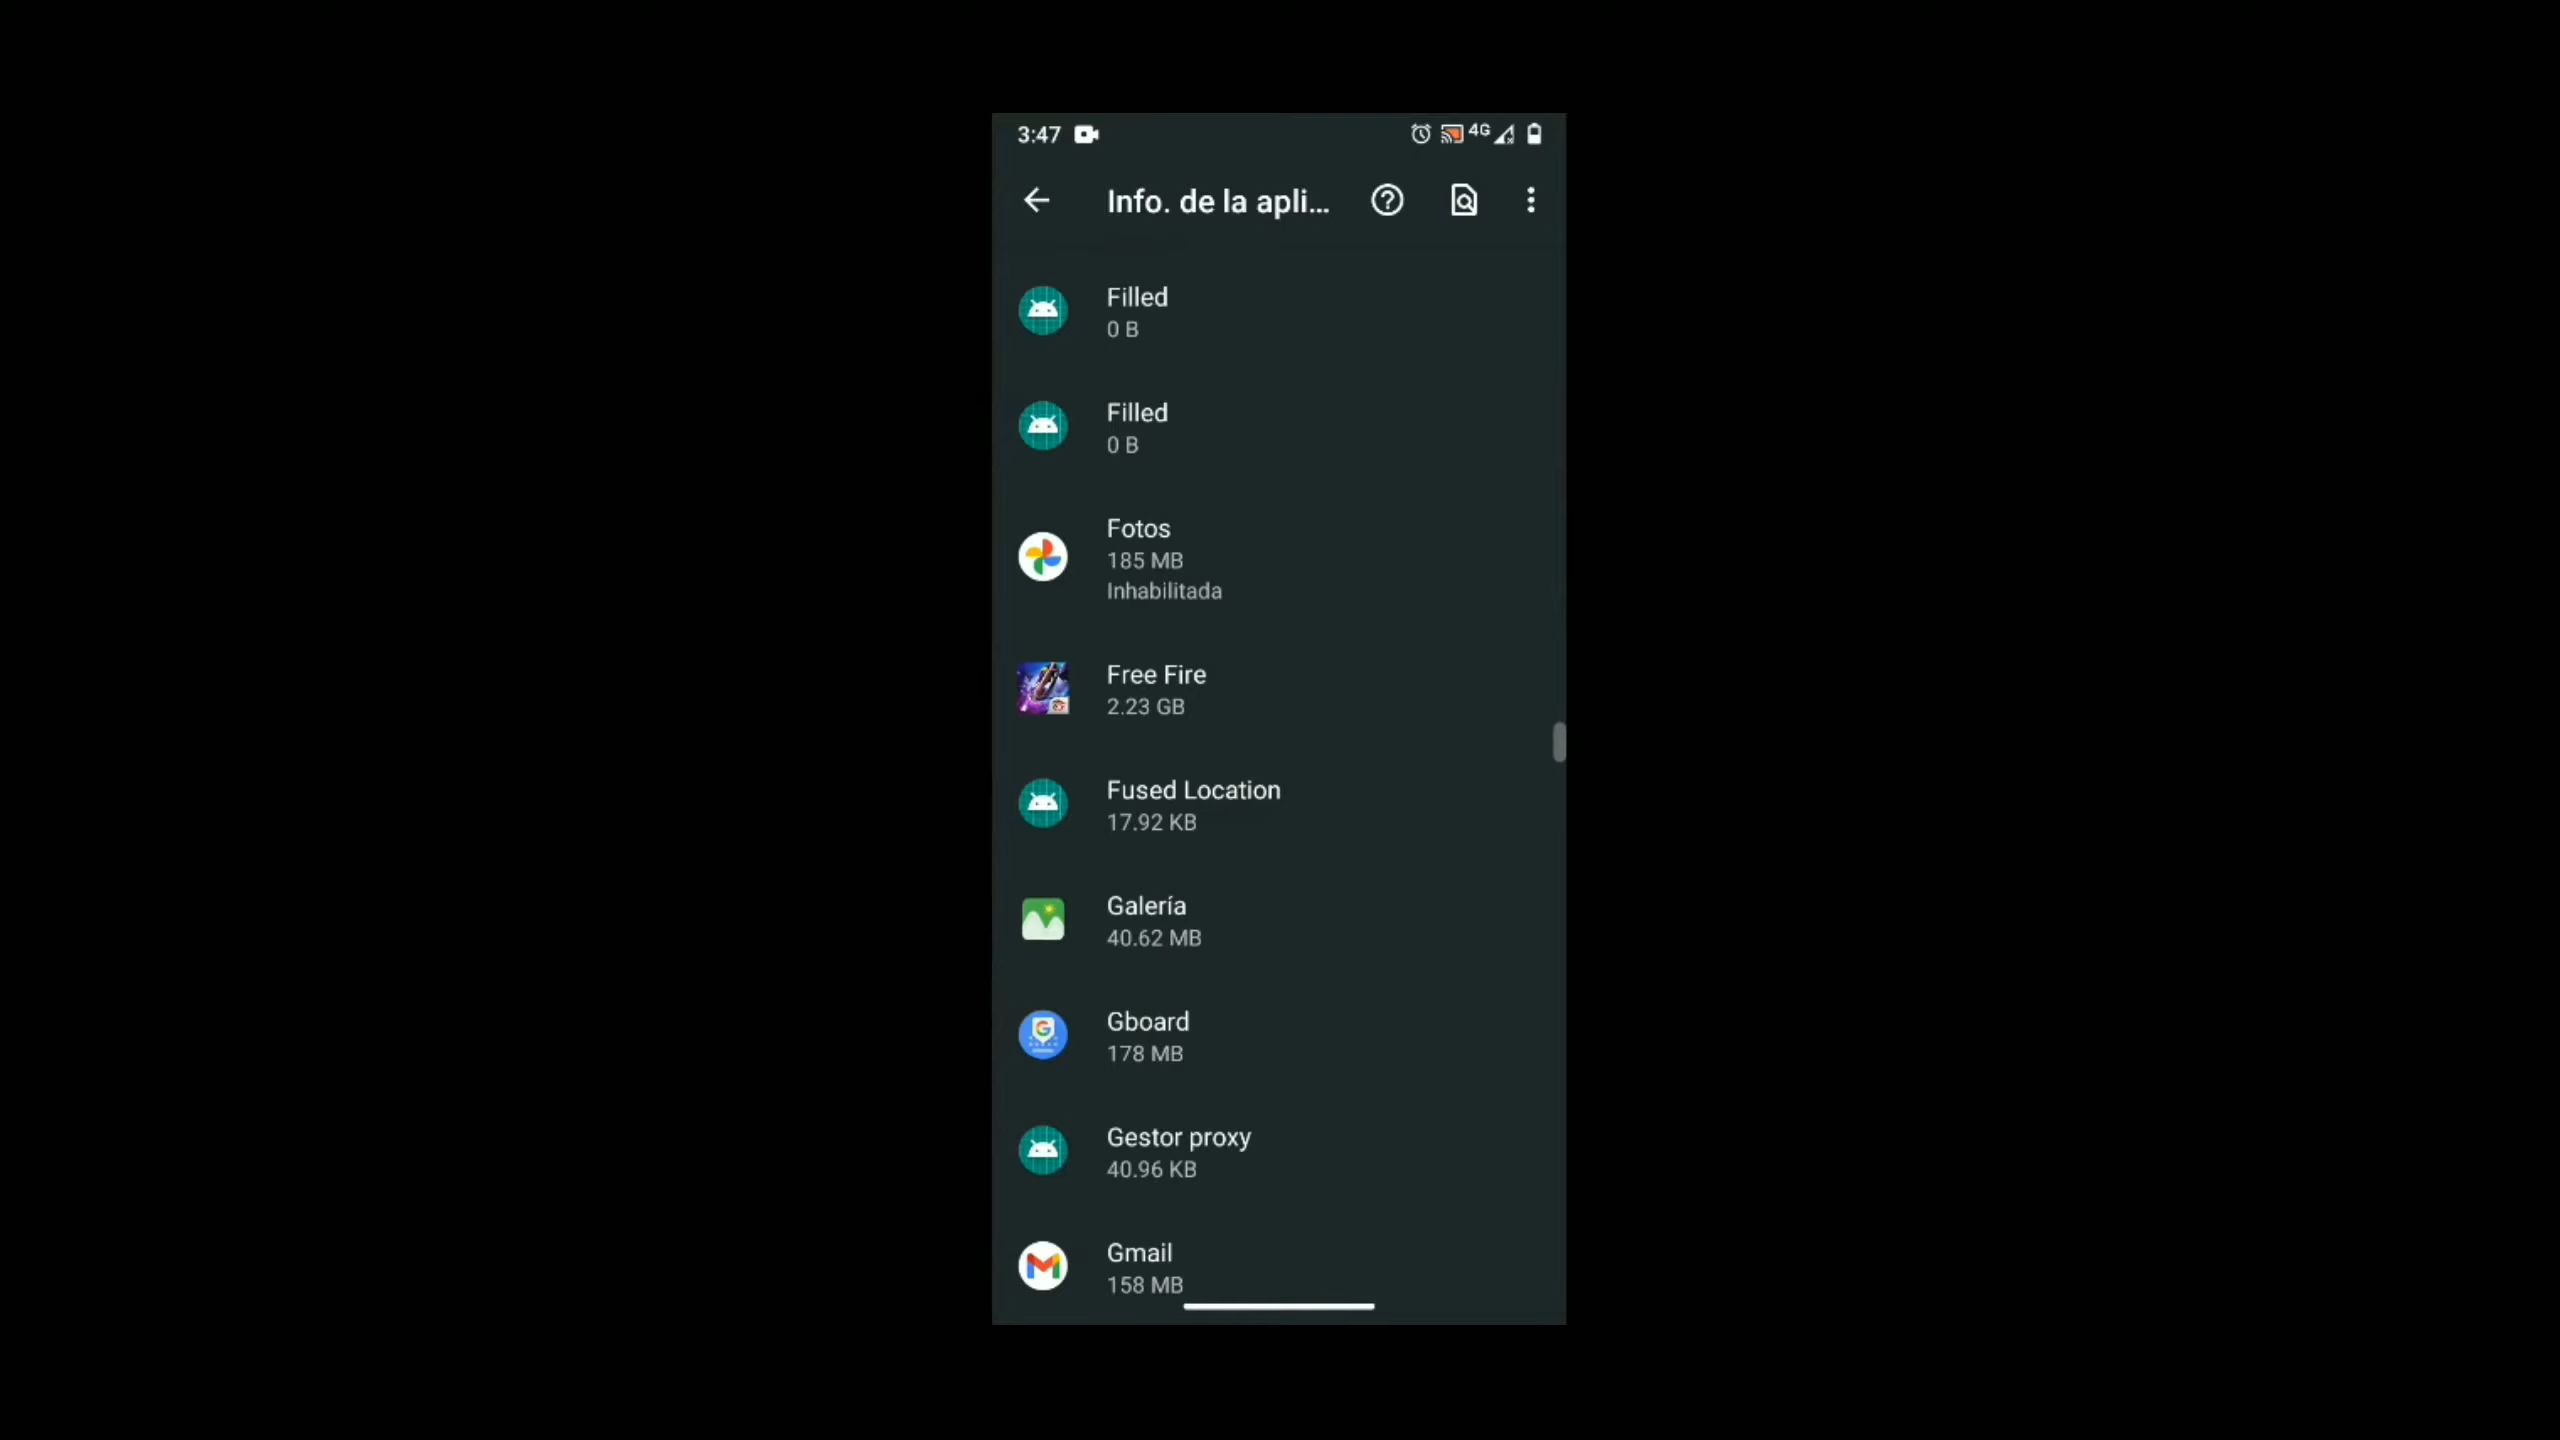 3:47
4G
Info. de la apli...
Filled
0 B
Filled
0 B
Fotos
185 MB
Inhabilitada
Free Fire
2.23 GB
Fused Location
17.92 KB
Galería
40.62 MB
Gboard
178 MB
Gestor proxy
40.96 KB
Gmail
158 MB